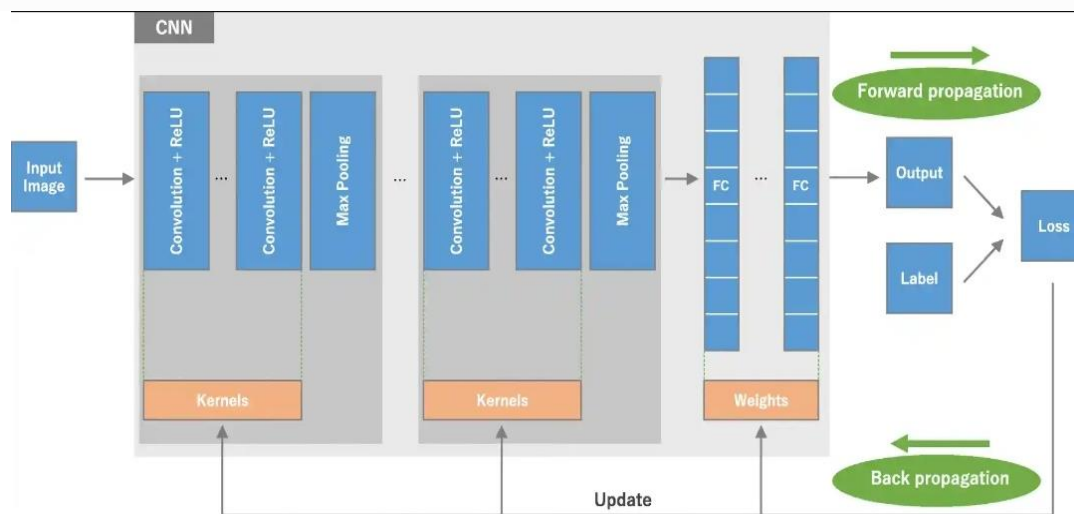 CNN
Input
Image
Convolution + ReLU
...
Convolution + ReLU
Max Pooling
...
Convolution + ReLU
...
Convolution + ReLU
Max Pooling
FC
...
FC
Forward propagation
Output
Label
Loss
Kernels
Kernels
Weights
Back propagation
Update